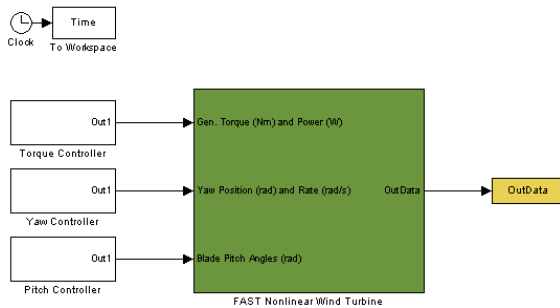 Time
Clock
To Workspace
Out1
Gen. Torque (Nm) and Power (W)
Torque Controller
Out1
Yaw Position (rad) and Rate (rad/s)
OutData
OutData
Yaw Controller
Out1
Blade Pitch Angles (rad)
Pitch Controller
FAST Nonlinear Wind Turbine